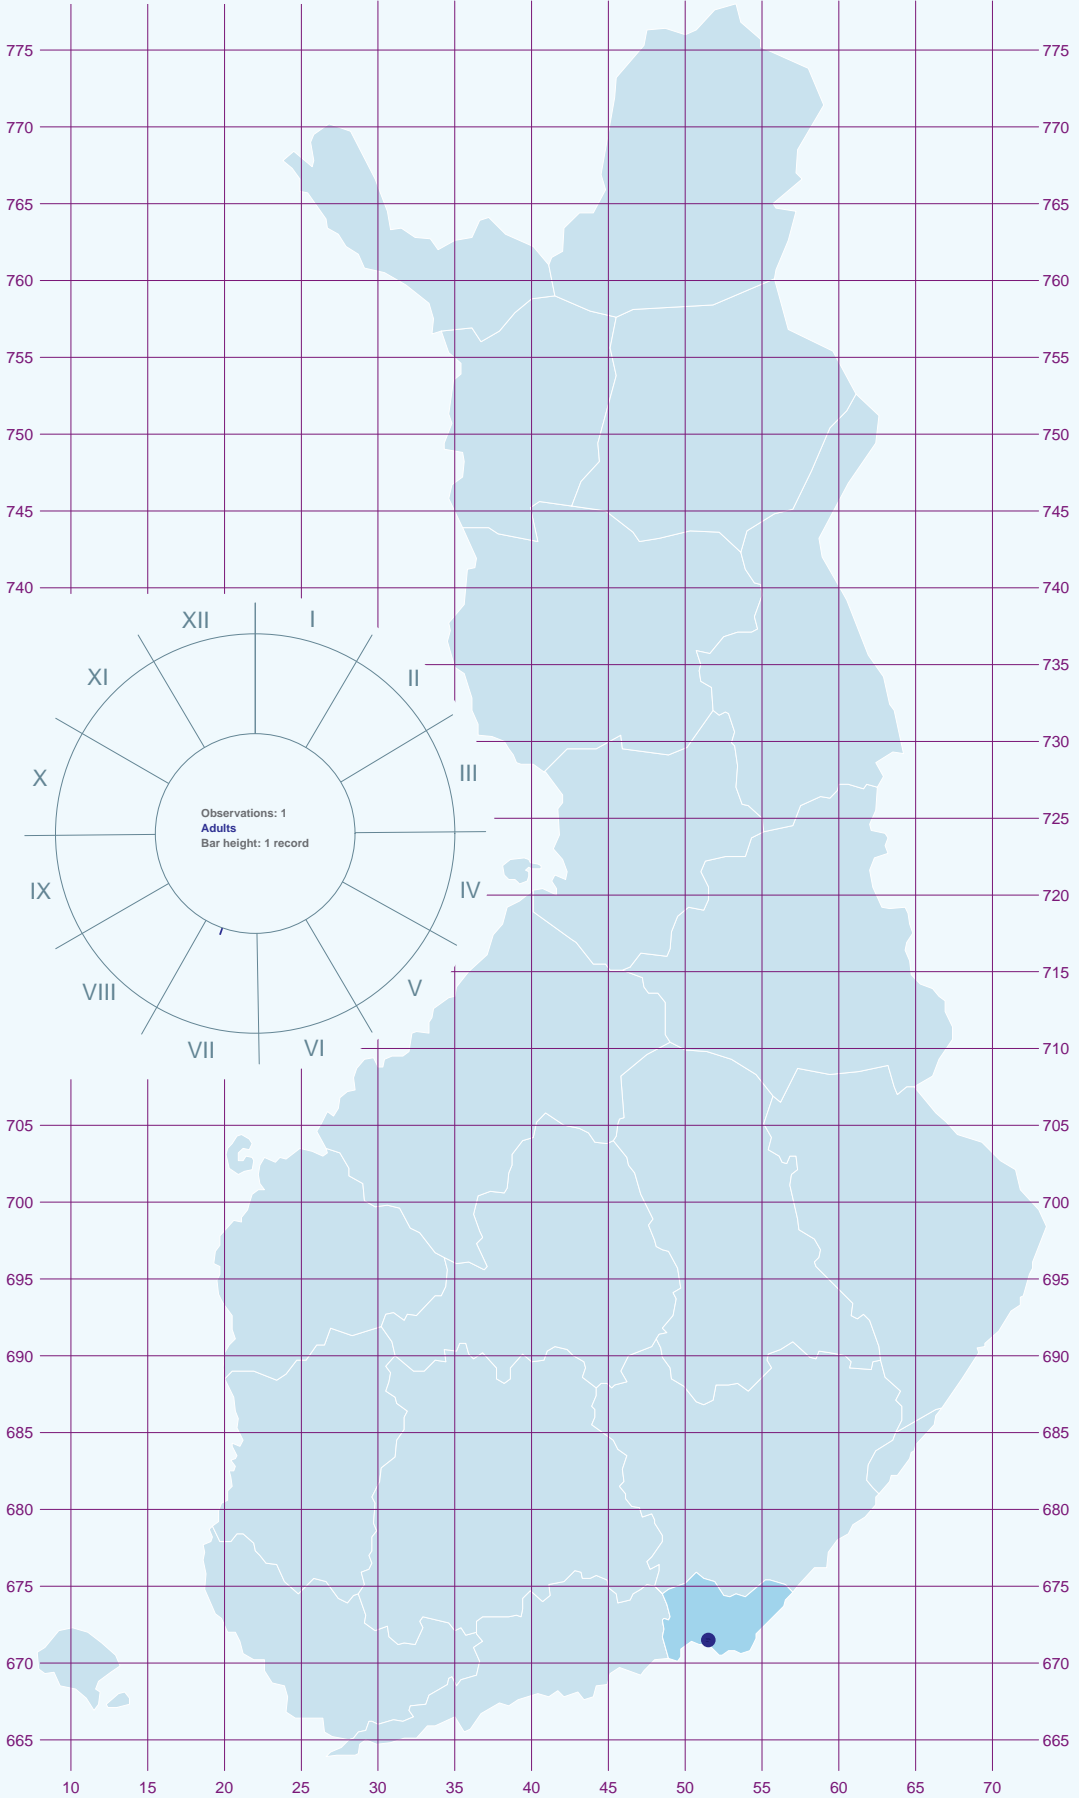 775 775
770 770
765 765
760 760
755 755
750 750
745 745
740 740
XII I
XI II
735
730
X III
Observations: 1
Adults
Bar height: 1 record
725
IX IV
720
VIII V
715
VII VI
710
705 705
700 700
695 695
690 690
685 685
680 680
675 675
670 670
665 665
10 15 20 25 30 35 40 45 50 55 60 65 70